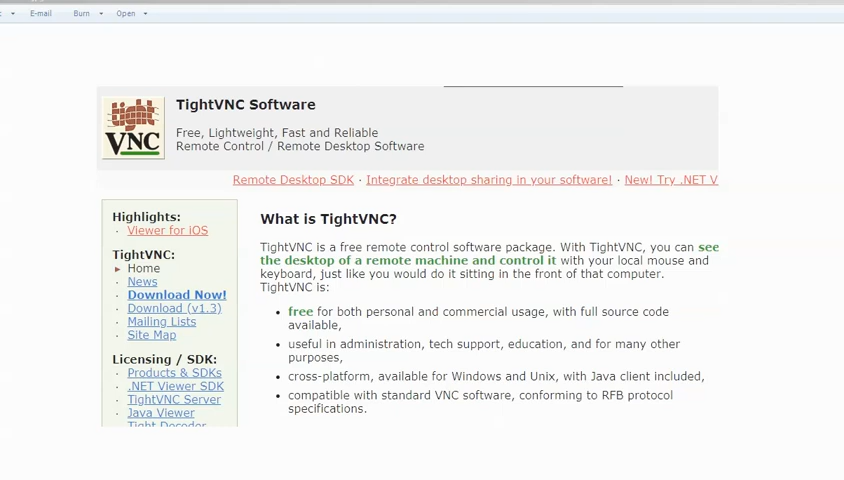 E-mail Burn Open
tight
VNC
TightVNC Software
Free, Lightweight, Fast and Reliable
Remote Control / Remote Desktop Software
Remote Desktop SDK · Integrate desktop sharing in your software! · New! Try .NET V
Highlights:
· Viewer for iOS
TightVNC:
Home
· News
· Download Now!
· Download (v1.3)
· Mailing Lists
· Site Map
Licensing / SDK:
· Products & SDKs
· .NET Viewer SDK
· TightVNC Server
· Java Viewer
· Tight Decoder
What is TightVNC?
TightVNC is a free remote control software package. With TightVNC, you can see
the desktop of a remote machine and control it with your local mouse and
keyboard, just like you would do it sitting in the front of that computer.
TightVNC is:
• free for both personal and commercial usage, with full source code
available,
• useful in administration, tech support, education, and for many other
purposes,
• cross-platform, available for Windows and Unix, with Java client included,
• compatible with standard VNC software, conforming to RFB protocol
specifications.